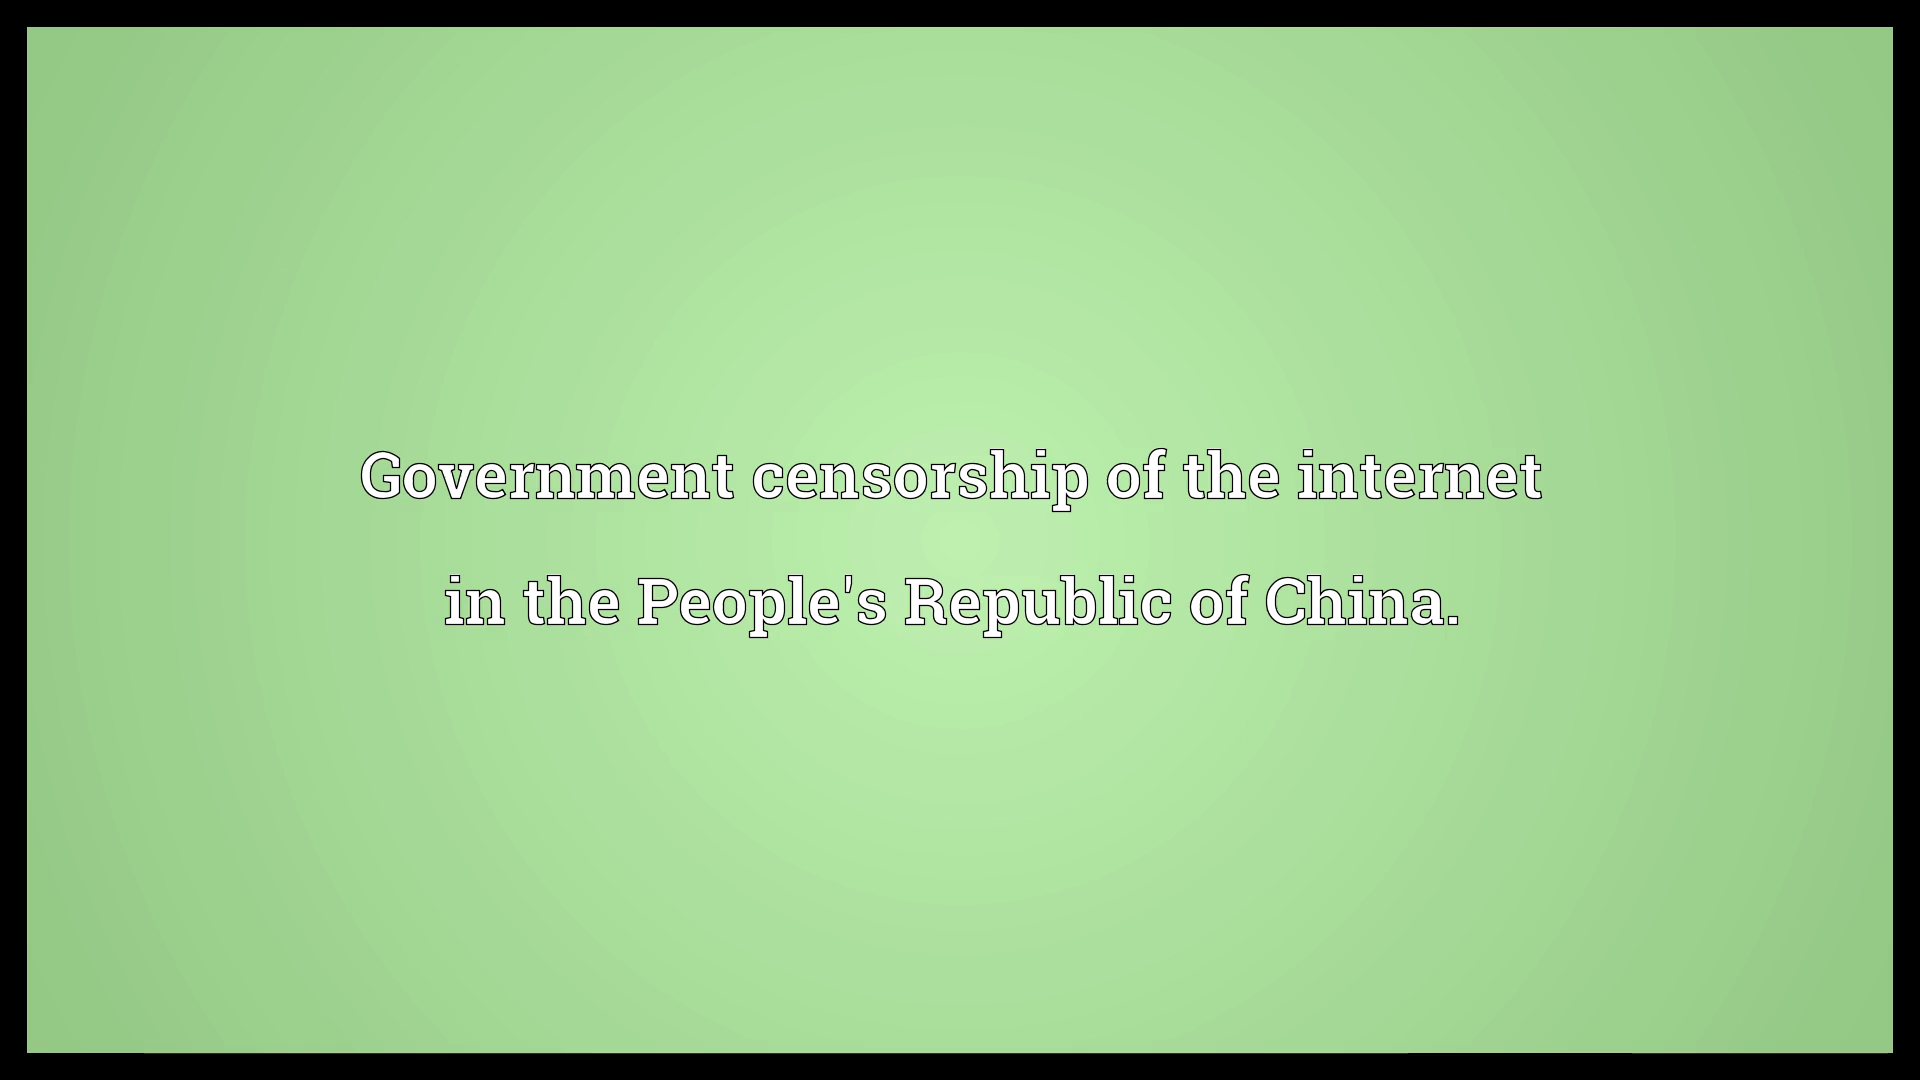 Government censorship of the internet
in the People's Republic of China.